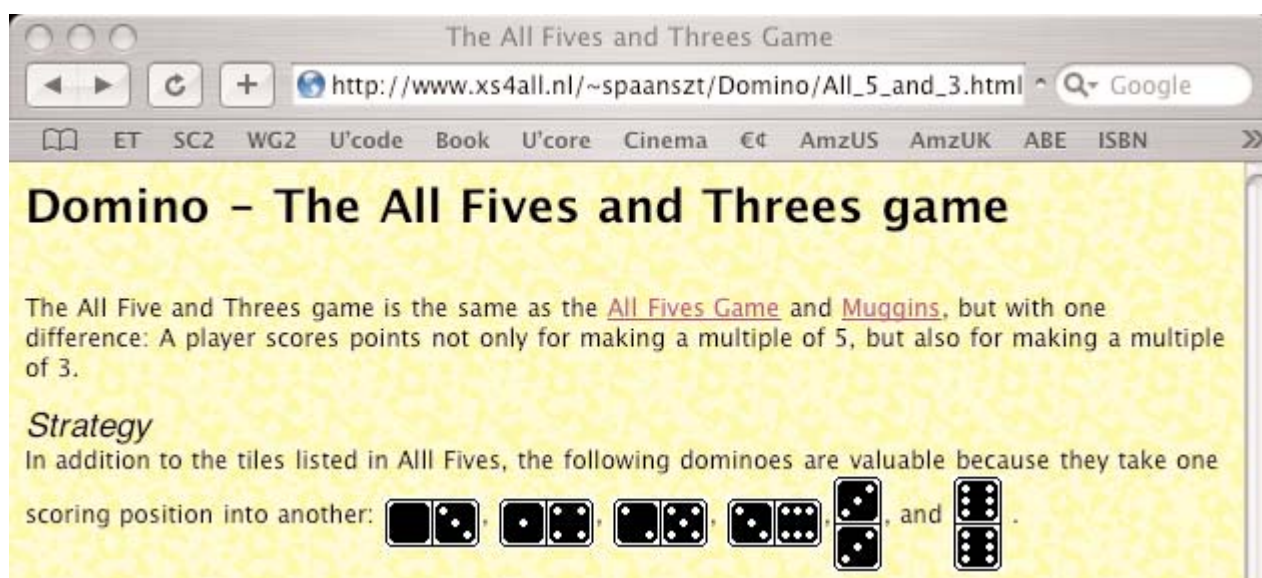 The All Fives and Threes Game
http://www.xs4all.nl/~spaanszt/Domino/All_5_and_3.html
Google
ET SC2 WG2 U'code Book U'core Cinema €¢ AmzUS AmzUK ABE ISBN »
Domino – The All Fives and Threes game
The All Five and Threes game is the same as the All Fives Game and Muggins, but with one
difference: A player scores points not only for making a multiple of 5, but also for making a multiple
of 3.
Strategy
In addition to the tiles listed in Alll Fives, the following dominoes are valuable because they take one
scoring position into another: , , , , , and .